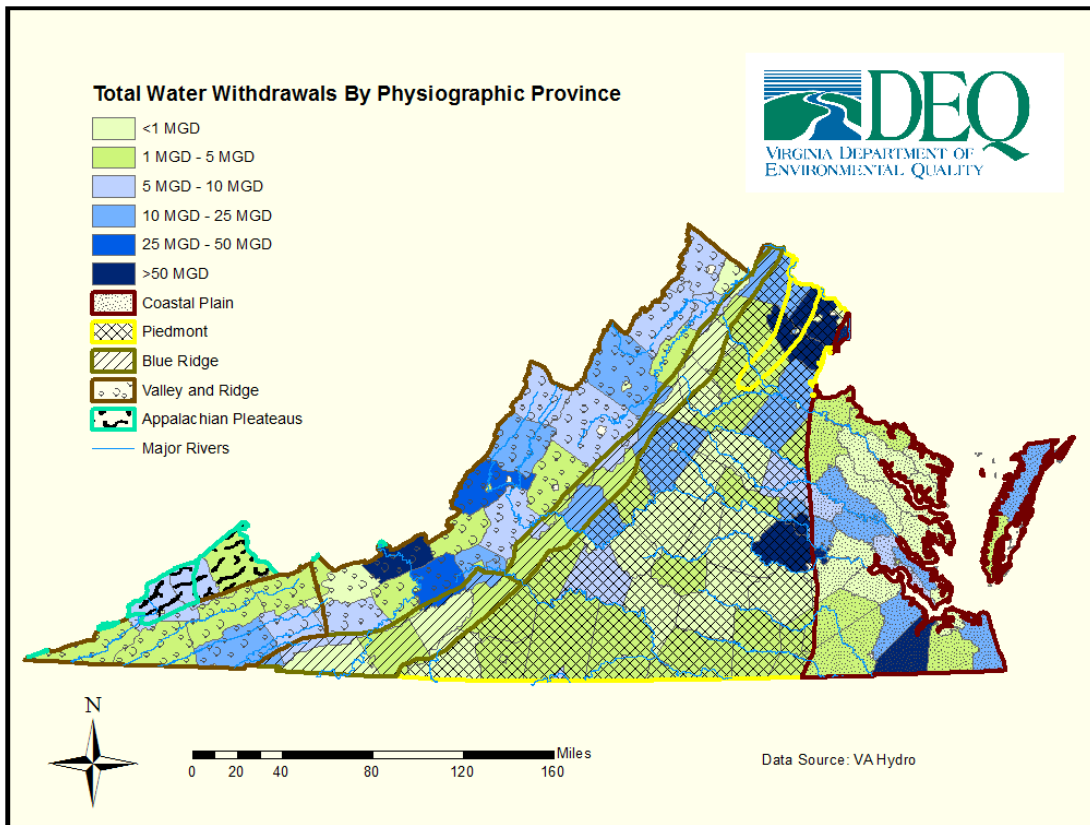 Total Water Withdrawals By Physiographic Province
<1 MGD
1 MGD - 5 MGD
5 MGD - 10 MGD
10 MGD - 25 MGD
25 MGD - 50 MGD
>50 MGD
Coastal Plain
Piedmont
Blue Ridge
Valley and Ridge
Appalachian Pleateaus
Major Rivers
DEQ
VIRGINIA DEPARTMENT OF
ENVIRONMENTAL QUALITY
N
Miles
0 20 40 80 120 160
Data Source: VA Hydro